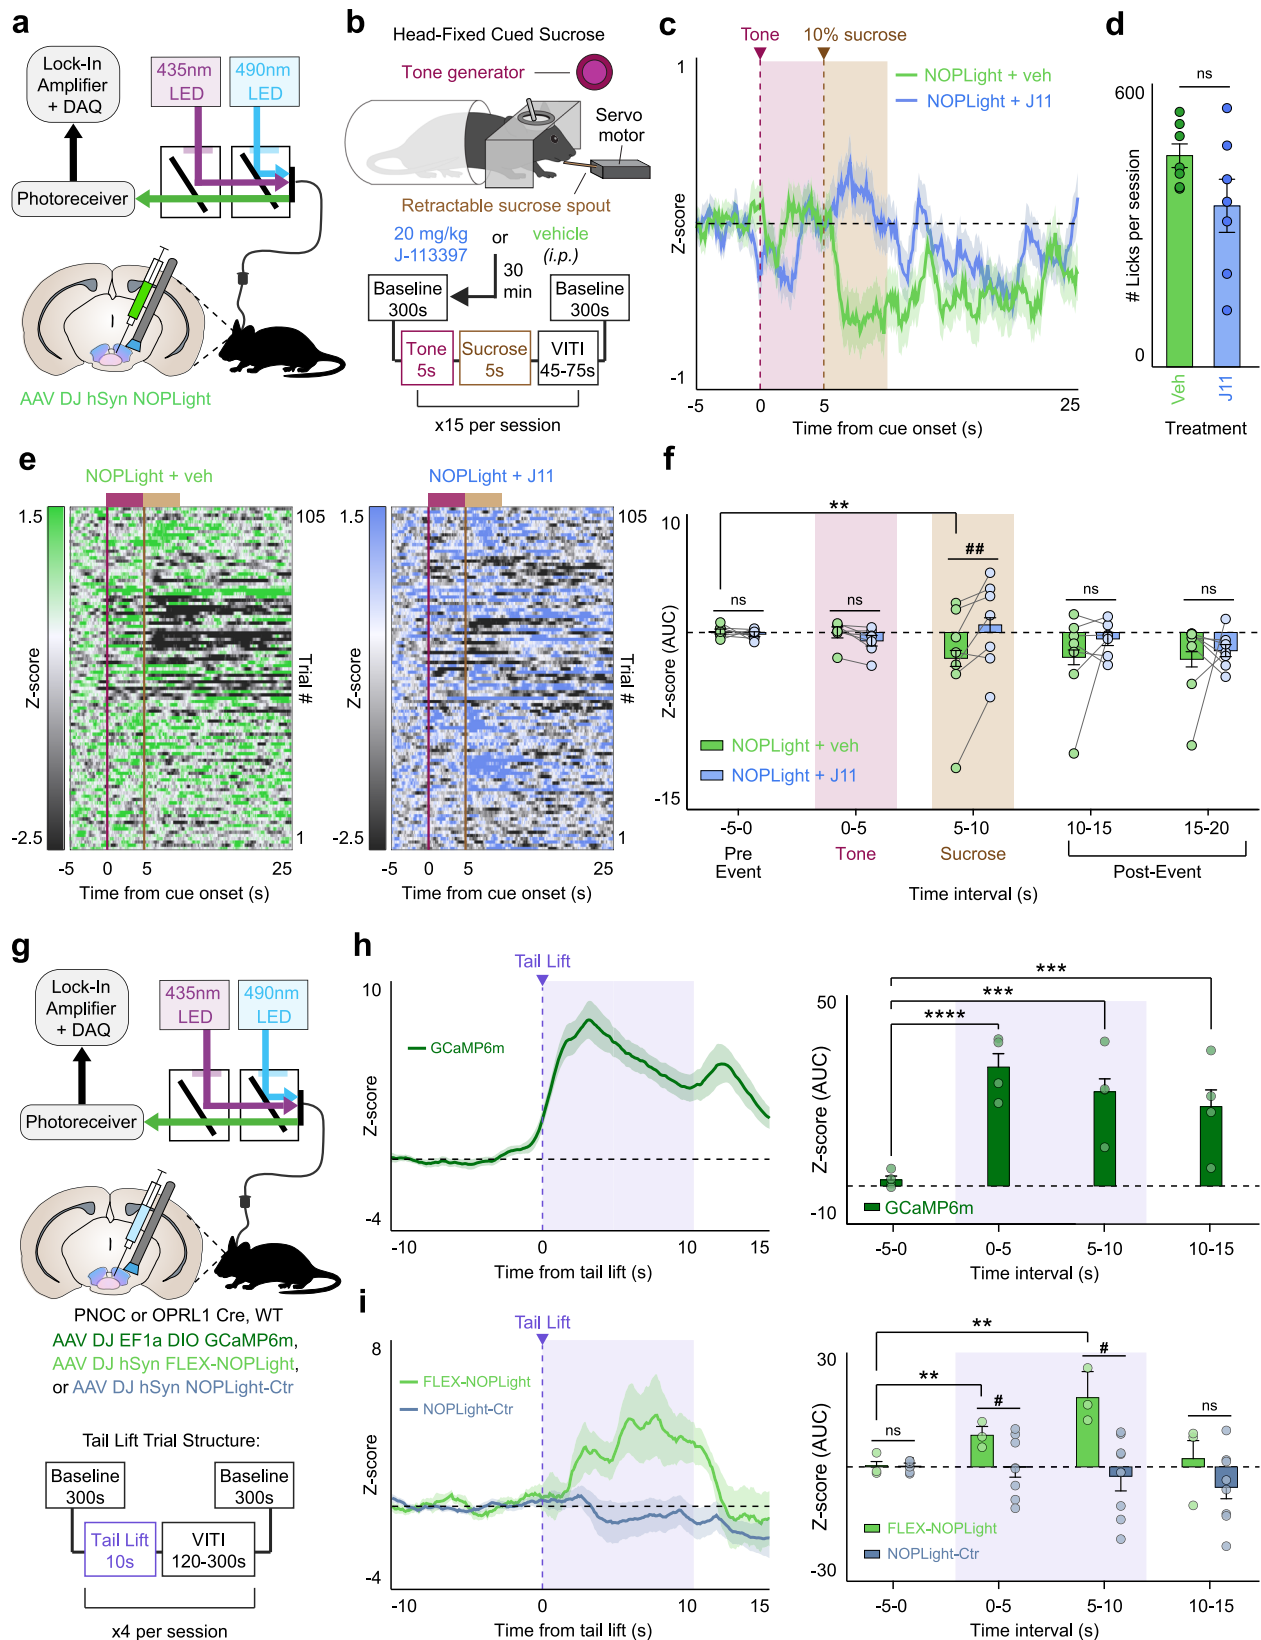 a
Lock-In
Amplifier
+ DAQ
435nm
LED
490nm
LED
Photoreceiver
AAV DJ hSyn NOPLight
b
Head-Fixed Cued Sucrose
Tone generator
Servo
motor
Retractable sucrose spout
20 mg/kg
J-113397
or
vehicle
(i.p.)
30
min
Baseline
300s
Baseline
300s
Tone
5s
Sucrose
5s
VITI
45-75s
x15 per session
c
Tone
10% sucrose
NOPLight + veh
NOPLight + J11
1
Z-score
-1
-5
0
5
25
Time from cue onset (s)
d
ns
600
# Licks per session
0
Veh
J11
Treatment
e
NOPLight + veh
1.5
Z-score
-2.5
105
Trial #
1
-5
0
5
25
Time from cue onset (s)
NOPLight + J11
1.5
Z-score
-2.5
105
Trial #
1
-5
0
5
25
Time from cue onset (s)
f
10
Z-score (AUC)
-15
**
##
ns
ns
ns
ns
NOPLight + veh
NOPLight + J11
-5-0
0-5
5-10
10-15
15-20
Pre
Event
Tone
Sucrose
Post-Event
Time interval (s)
g
Lock-In
Amplifier
+ DAQ
435nm
LED
490nm
LED
Photoreceiver
PNOC or OPRL1 Cre, WT
AAV DJ EF1a DIO GCaMP6m,
AAV DJ hSyn FLEX-NOPLight,
or AAV DJ hSyn NOPLight-Ctr
Tail Lift Trial Structure:
Baseline
300s
Baseline
300s
Tail Lift
10s
VITI
120-300s
x4 per session
h
Tail Lift
10
GCaMP6m
Z-score
-4
-10
0
10
15
Time from tail lift (s)
50
Z-score (AUC)
-10
***
***
****
GCaMP6m
-5-0
0-5
5-10
10-15
Time interval (s)
i
Tail Lift
8
FLEX-NOPLight
NOPLight-Ctr
Z-score
-4
-10
0
10
15
Time from tail lift (s)
30
Z-score (AUC)
-30
**
#
**
#
ns
ns
FLEX-NOPLight
NOPLight-Ctr
-5-0
0-5
5-10
10-15
Time interval (s)